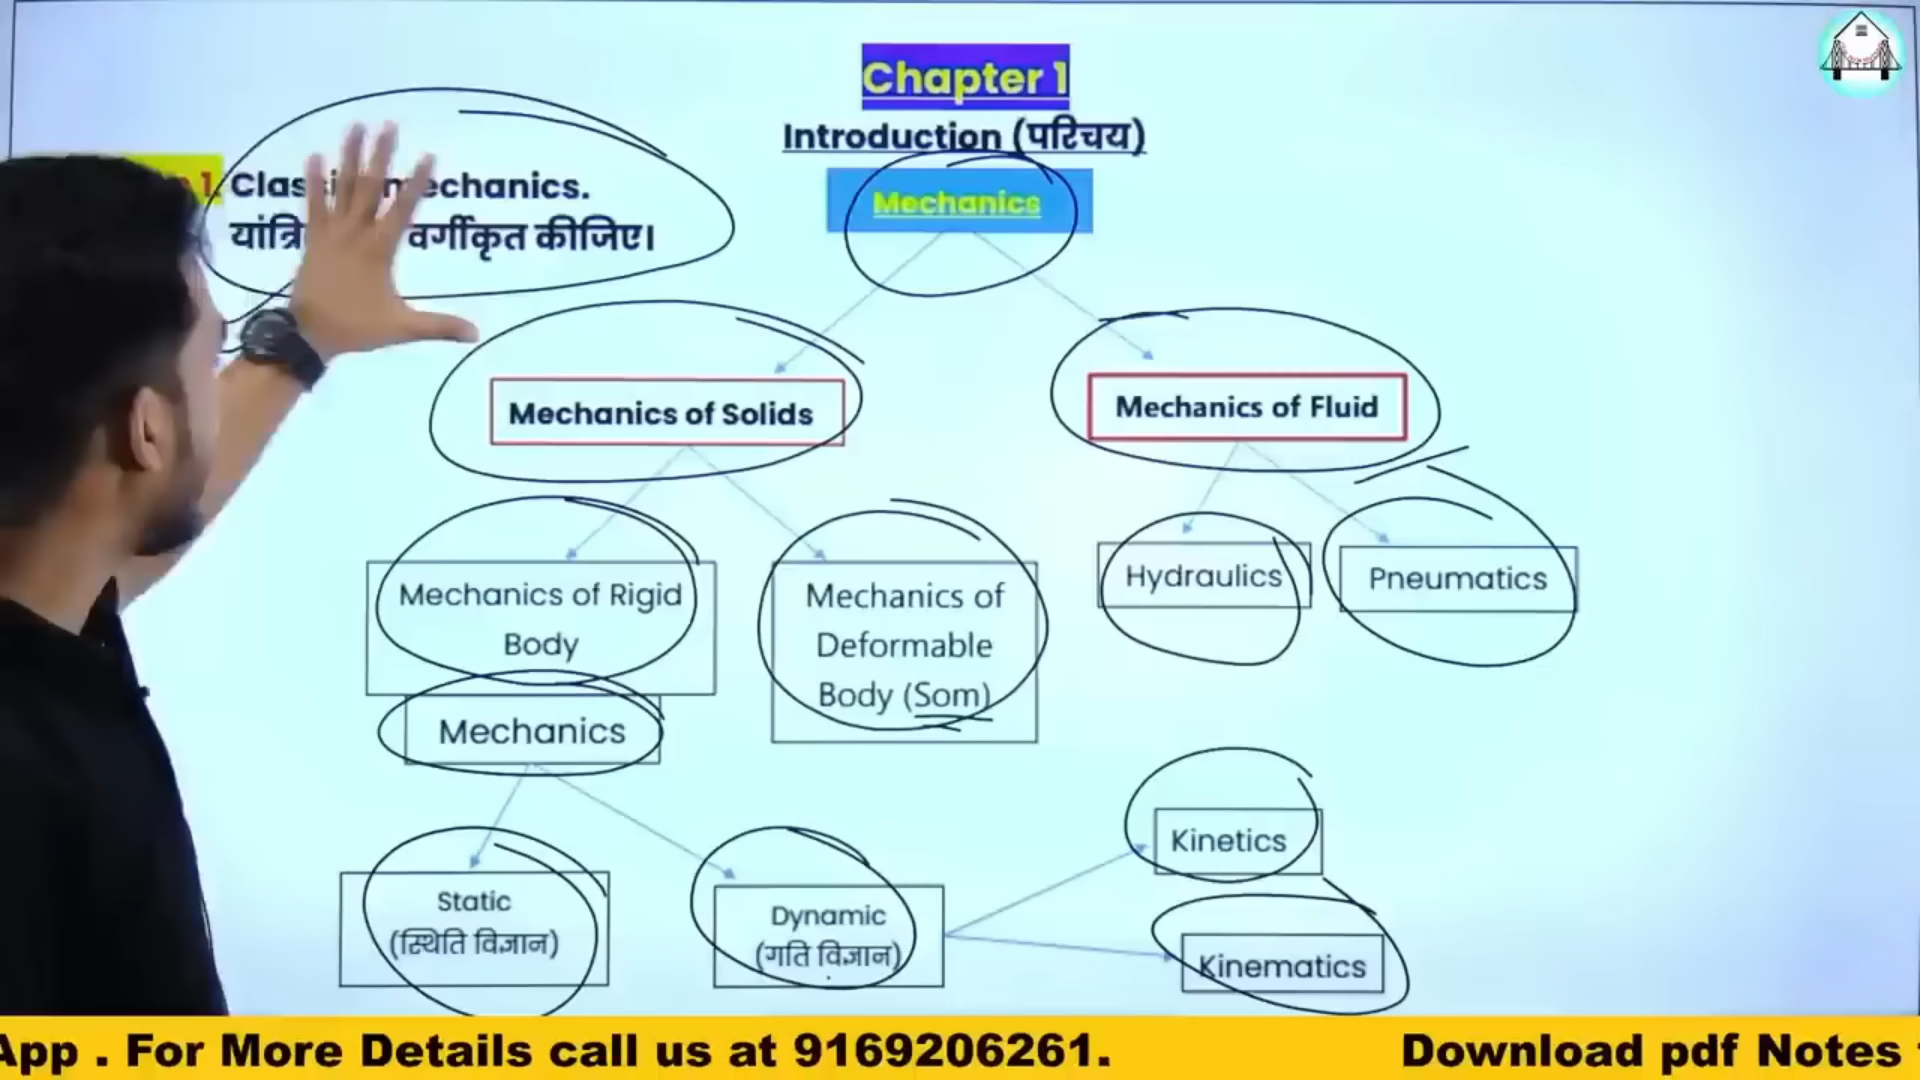 Chapter 1
Introduction (परिचय)
1. mechanics.
वर्गीकृत कीजिए।
Mechanics
Mechanics of Solids
Mechanics of Fluid
Mechanics of Rigid
Body
Mechanics of
Deformable
Body (Som)
Hydraulics
Pneumatics
Mechanics
Static
(स्थिति विज्ञान)
Dynamic
(गति विज्ञान)
Kinetics
Kinematics
App . For More Details call us at 9169206261.
Download pdf Notes